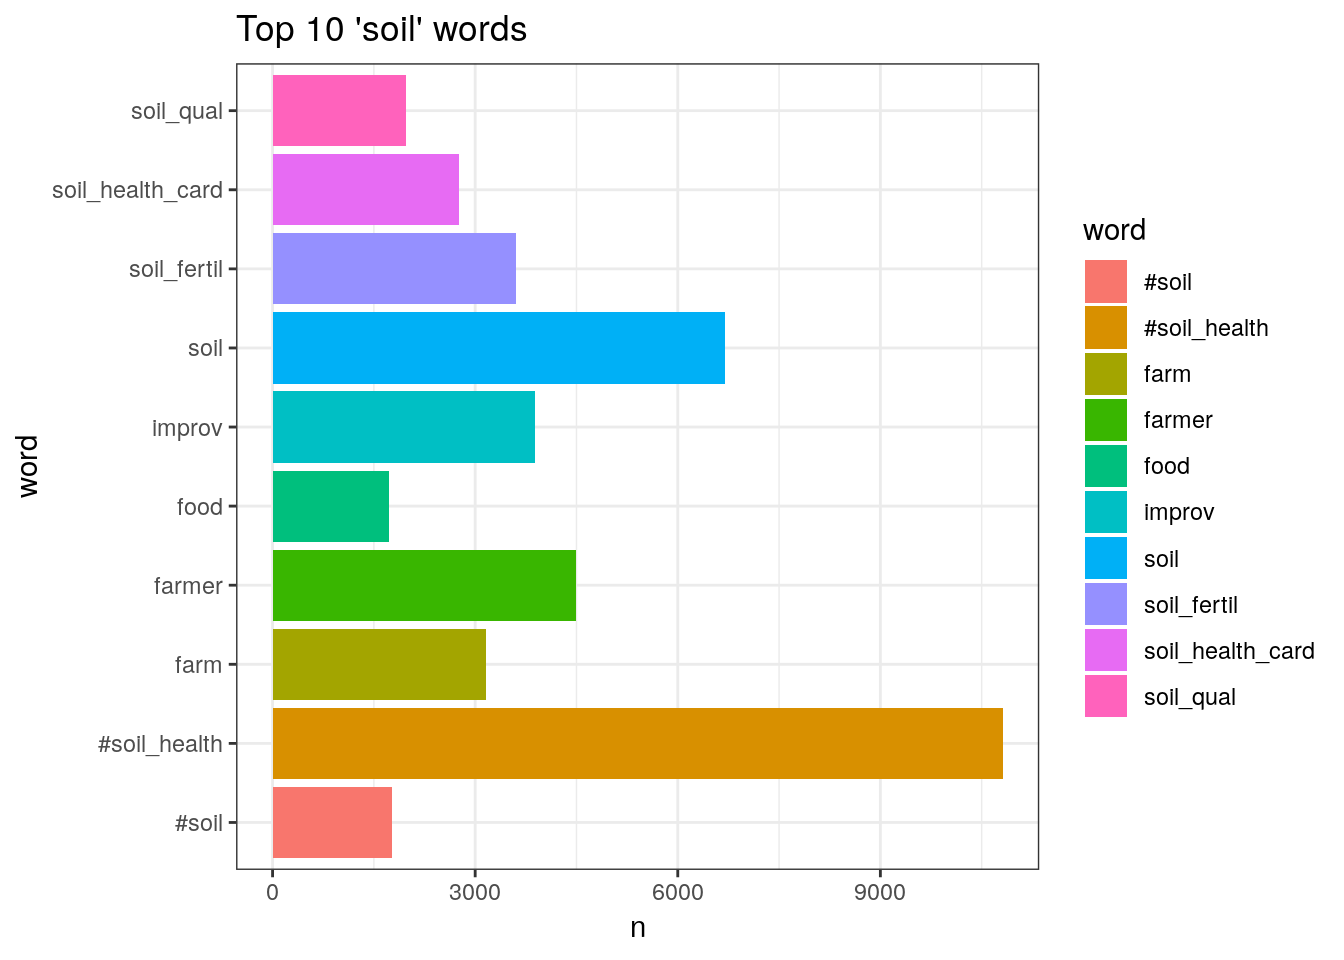 Top 10 'soil' words
word
soil_qual
soil_health_card
soil_fertil
soil
improv
food
farmer
farm
#soil_health
#soil
0 3000 6000 9000
n
word
#soil
#soil_health
farm
farmer
food
improv
soil
soil_fertil
soil_health_card
soil_qual